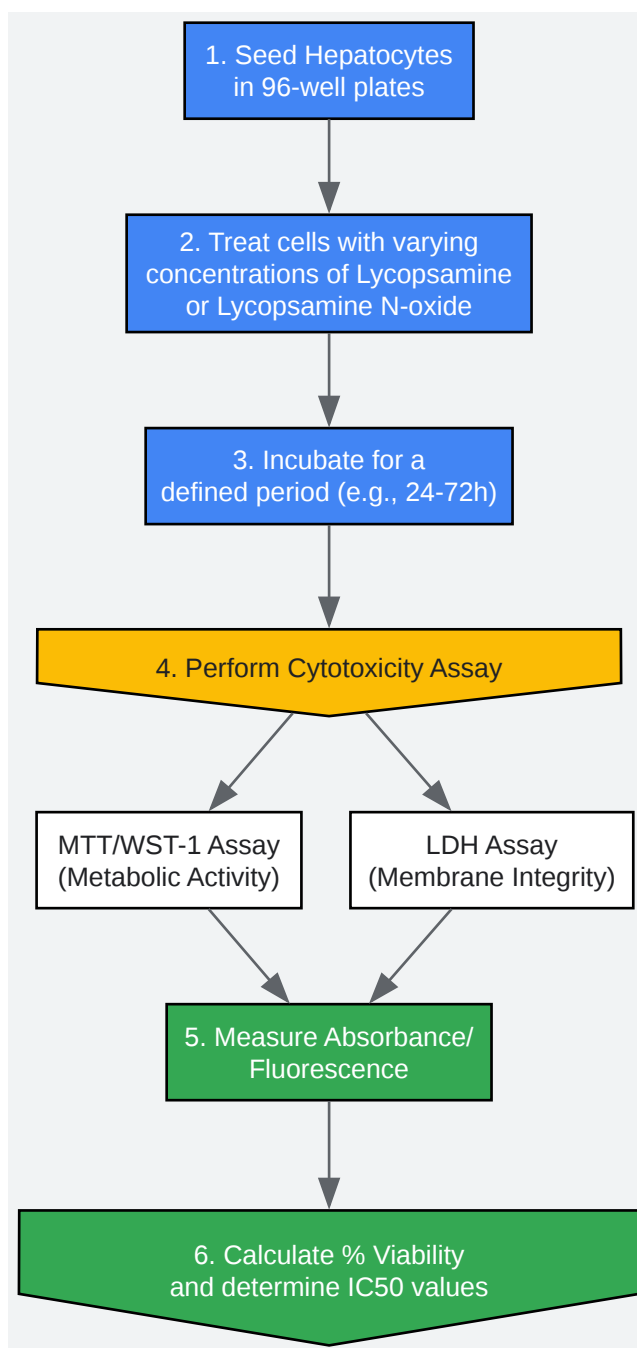 1. Seed Hepatocytes
in 96-well plates
2. Treat cells with varying
concentrations of Lycopsamine
or Lycopsamine N-oxide
3. Incubate for a
defined period (e.g., 24-72h)
4. Perform Cytotoxicity Assay
MTT/WST-1 Assay
(Metabolic Activity)
LDH Assay
(Membrane Integrity)
5. Measure Absorbance/
Fluorescence
6. Calculate % Viability
and determine IC50 values